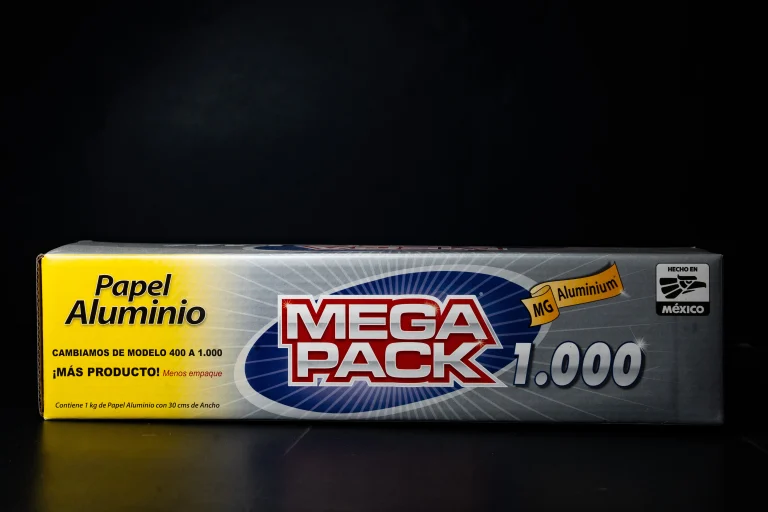 Papel
Aluminio
CAMBIAMOS DE MODELO 400 A 1.000
¡MÁS PRODUCTO! Menos empaque
Contiene 1 kg de Papel Aluminio con 30 cms de Ancho
MEGA
PACK
1.000
MG Aluminium
HECHO EN
MÉXICO